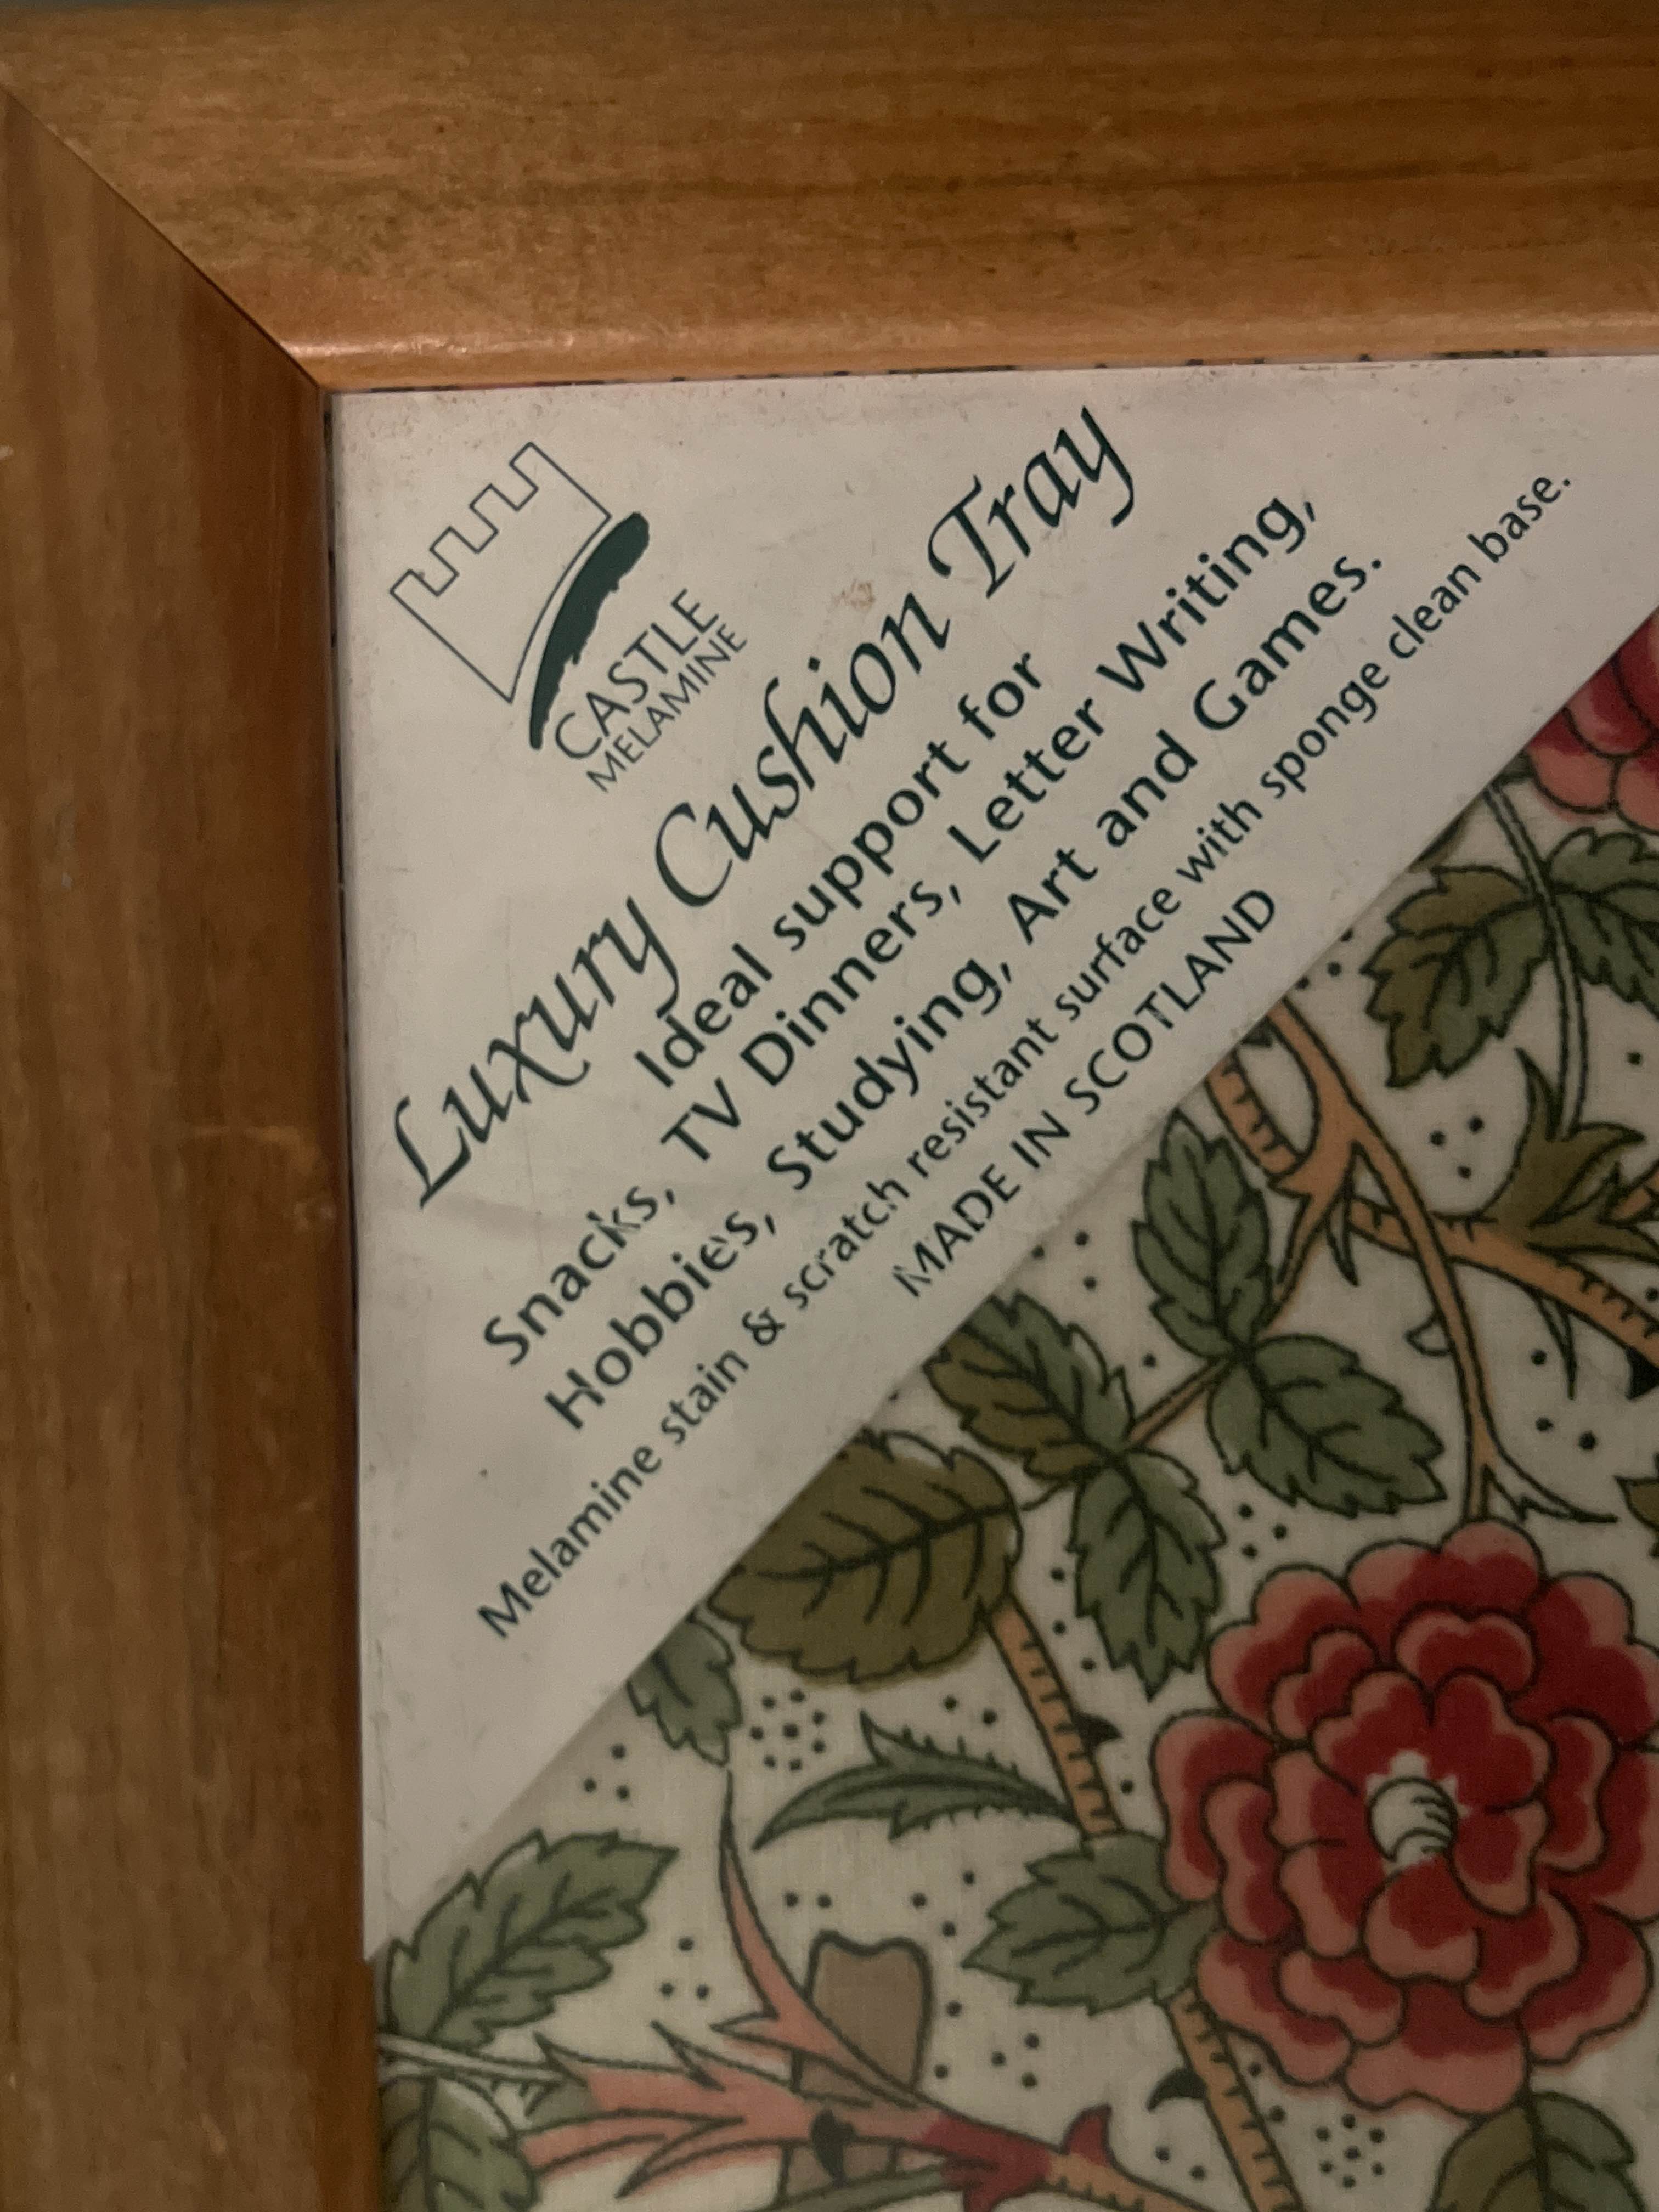 CASTLE
MELAMINE
Luxury Cushion Tray
Ideal support for
Snacks, TV Dinners, Letter Writing,
Hobbies, Studying, Art and Games.
Melamine stain & scratch resistant surface with sponge clean base.
MADE IN SCOTLAND